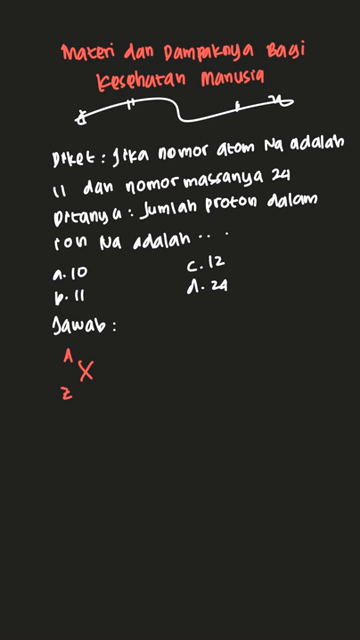 Materi dan Dampaknya Bagi
Kesehatan Manusia
Diket : Jika nomor atom Na adalah
11 dan nomor massanya 24
Ditanya : Jumlah proton dalam
ion Na adalah ....
a. 10
c. 12
b. 11
d. 24
Jawab :
A
X
Z